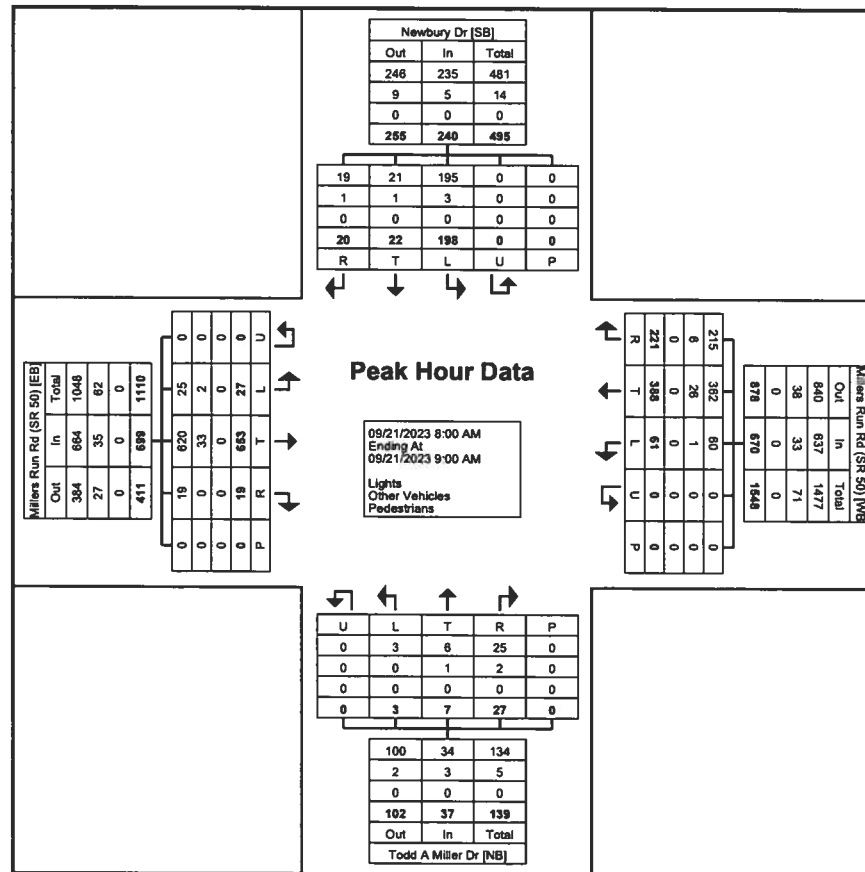 Newbury Dr [SB]
Out In Total
246 235 481
9 5 14
0 0 0
255 240 495
19 21 195 0 0
1 1 3 0 0
0 0 0 0 0
20 22 198 0 0
R T L U P
Millers Run Rd (SR 50) [EB]
Total In Out
1048 664 384
62 35 27
0 0 0
1110 699 411
0 25 620 19 0
0 2 33 0 0
0 0 0 0 0
0 27 653 19 0
U L T R P
Peak Hour Data
09/21/2023 8:00 AM
Ending At
09/21/2023 9:00 AM
Lights
Other Vehicles
Pedestrians
215 362 60 0 0
6 26 1 0 0
0 0 0 0 0
221 388 61 0 0
R T L U P
Millers Run Rd (SR 50) [WB]
Out In Total
840 637 1477
38 33 71
0 0 0
878 670 1548
U L T R P
0 3 6 25 0
0 0 1 2 0
0 0 0 0 0
0 3 7 27 0
100 34 134
2 3 5
0 0 0
102 37 139
Out In Total
Todd A Miller Dr [NB]